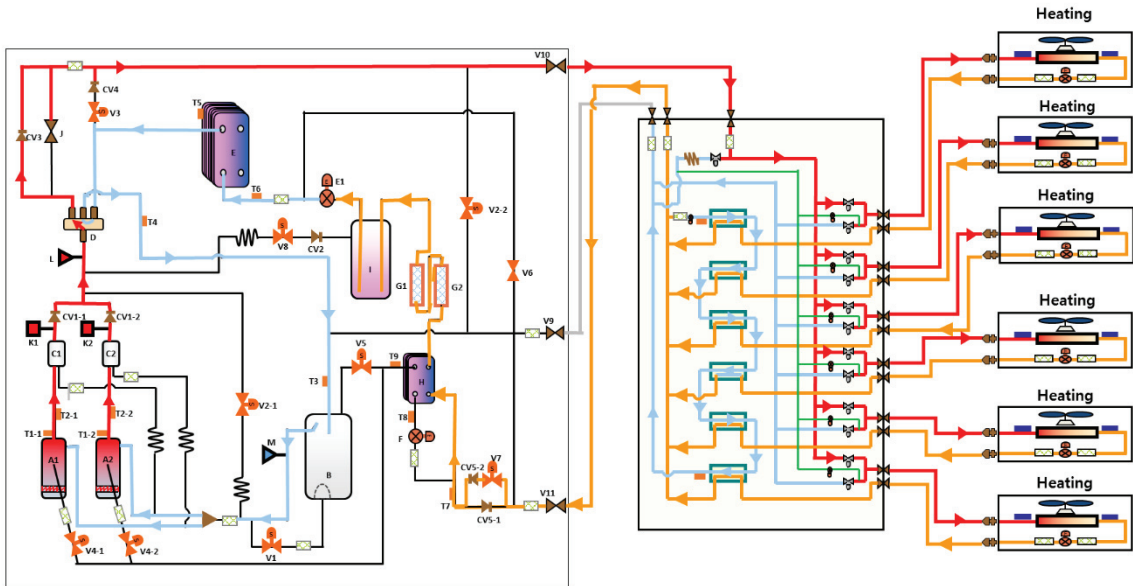 Heating
V10
CV4
T5
V3
J
CV3
Heating
E
E1
T6
T4
V2-2
D
V8
CV2
L
V6
I
Heating
G1
G2
CV1-1
CV1-2
K1
K2
V9
V5
C1
C2
T9
Heating
T3
H
T2-1
T2-2
V2-1
T8
T1-1
T1-2
F
Heating
M
A1
A2
V7
CV5-2
B
T7
CV5-1
V11
Heating
V4-1
V4-2
V1